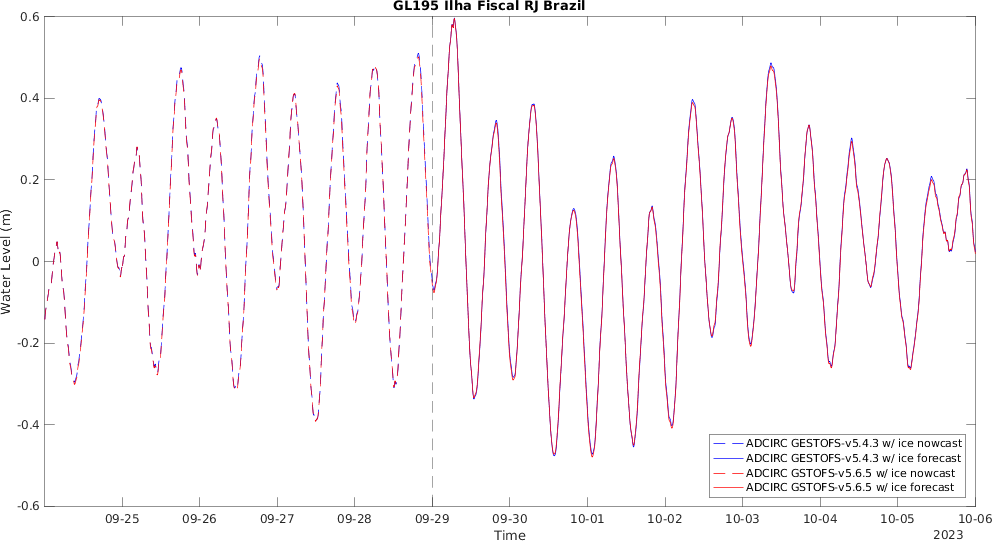 GL195 Ilha Fiscal RJ Brazil
0.6
0.4
0.2
0
-0.2
-0.4
-0.6
Water Level (m)
ADCIRC GESTOFS-v5.4.3 w/ ice nowcast
ADCIRC GESTOFS-v5.4.3 w/ ice forecast
ADCIRC GSTOFS-v5.6.5 w/ ice nowcast
ADCIRC GSTOFS-v5.6.5 w/ ice forecast
09-25 09-26 09-27 09-28 09-29 09-30 10-01 10-02 10-03 10-04 10-05 10-06
Time
2023